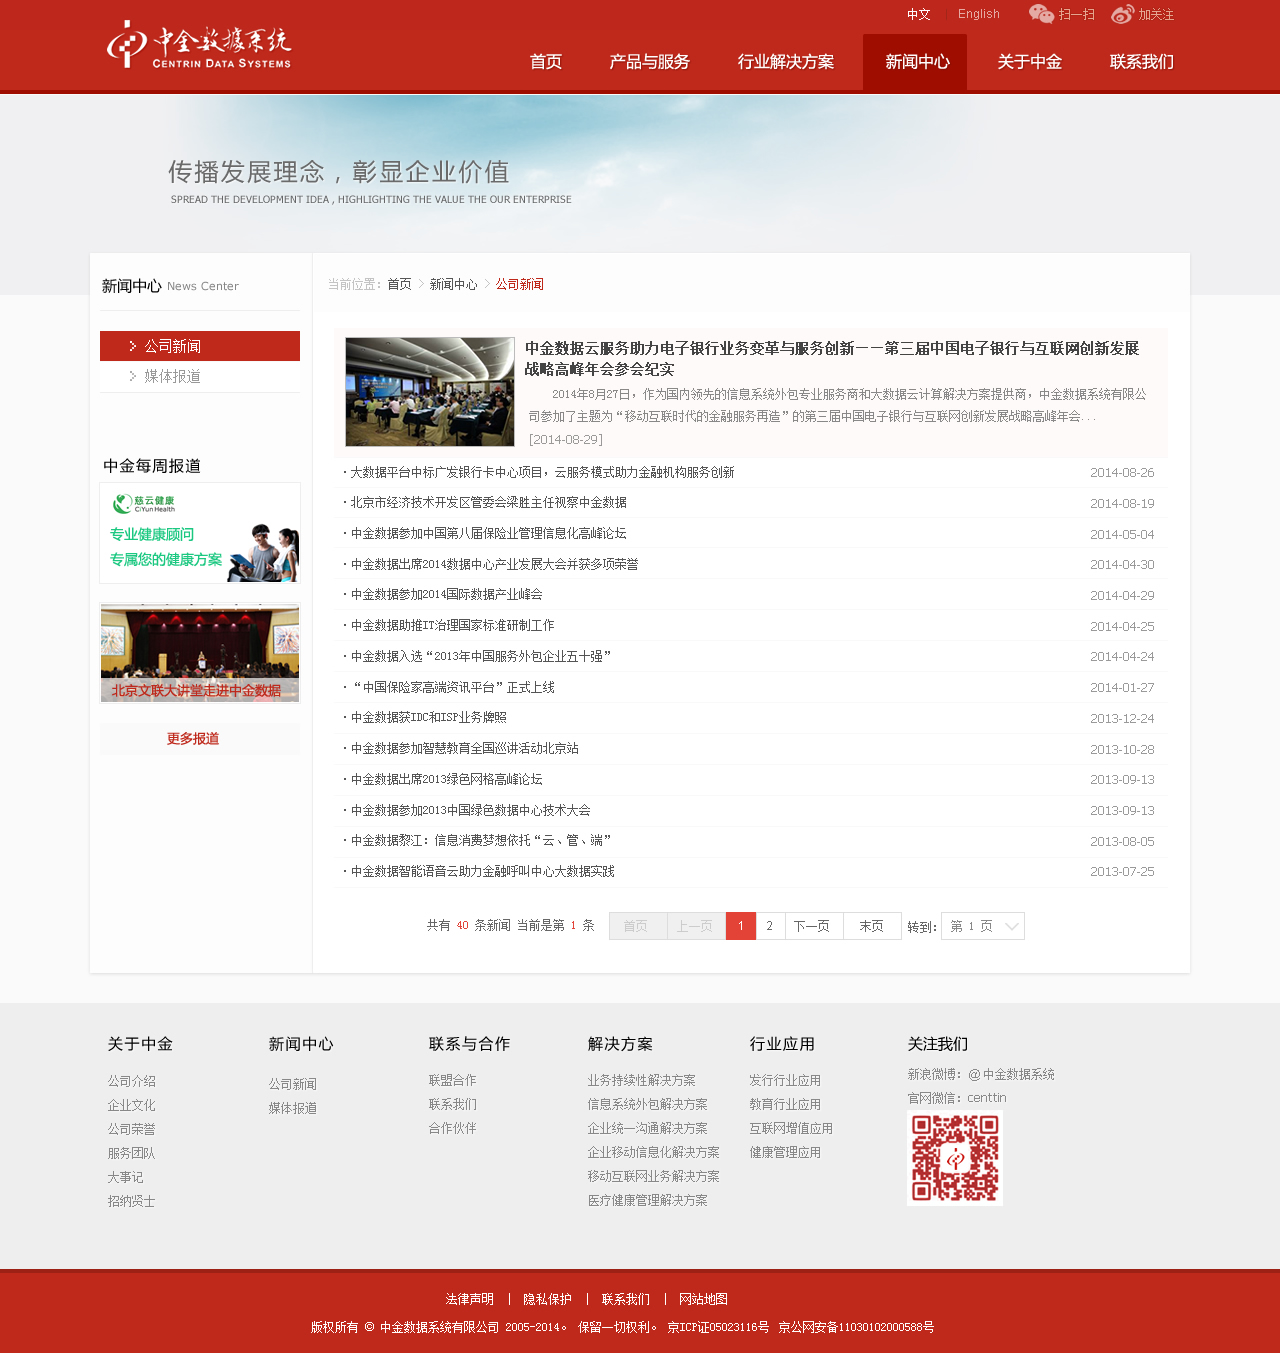 中文 | English 扫一扫 加关注
中金数据系统
CENTRIN DATA SYSTEMS
首页 产品与服务 行业解决方案 新闻中心 关于中金 联系我们
传播发展理念，彰显企业价值
SPREAD THE DEVELOPMENT IDEA , HIGHLIGHTING THE VALUE THE OUR ENTERPRISE
新闻中心 News Center
公司新闻
媒体报道
中金每周报道
慈云健康
CiYun Health
专业健康顾问
专属您的健康方案
北京文联大讲堂走进中金数据
更多报道
当前位置：首页 > 新闻中心 > 公司新闻
中金数据云服务助力电子银行业务变革与服务创新——第三届中国电子银行与互联网创新发展
战略高峰年会参会纪实
2014年8月27日，作为国内领先的信息系统外包专业服务商和大数据云计算解决方案提供商，中金数据系统有限公
司参加了主题为“移动互联时代的金融服务再造”的第三届中国电子银行与互联网创新发展战略高峰年会...
[2014-08-29]
·大数据平台中标广发银行卡中心项目，云服务模式助力金融机构服务创新 2014-08-26
·北京市经济技术开发区管委会梁胜主任视察中金数据 2014-08-19
·中金数据参加中国第八届保险业管理信息化高峰论坛 2014-05-04
·中金数据出席2014数据中心产业发展大会并获多项荣誉 2014-04-30
·中金数据参加2014国际数据产业峰会 2014-04-29
·中金数据助推IT治理国家标准研制工作 2014-04-25
·中金数据入选“2013年中国服务外包企业五十强” 2014-04-24
·“中国保险家高端资讯平台”正式上线 2014-01-27
·中金数据获IDC和ISP业务牌照 2013-12-24
·中金数据参加智慧教育全国巡讲活动北京站 2013-10-28
·中金数据出席2013绿色网格高峰论坛 2013-09-13
·中金数据参加2013中国绿色数据中心技术大会 2013-09-13
·中金数据黎江：信息消费梦想依托“云、管、端” 2013-08-05
·中金数据智能语音云助力金融呼叫中心大数据实践 2013-07-25
共有 40 条新闻 当前是第 1 条 首页 上一页 1 2 下一页 末页 转到：第 1 页
关于中金
公司介绍
企业文化
公司荣誉
服务团队
大事记
招纳贤士
新闻中心
公司新闻
媒体报道
联系与合作
联盟合作
联系我们
合作伙伴
解决方案
业务持续性解决方案
信息系统外包解决方案
企业统一沟通解决方案
企业移动信息化解决方案
移动互联网业务解决方案
医疗健康管理解决方案
行业应用
发行行业应用
教育行业应用
互联网增值应用
健康管理应用
关注我们
新浪微博：@中金数据系统
官网微信：centtin
法律声明 | 隐私保护 | 联系我们 | 网站地图
版权所有 © 中金数据系统有限公司 2005-2014。 保留一切权利。 京ICP证05023116号 京公网安备11030102000588号